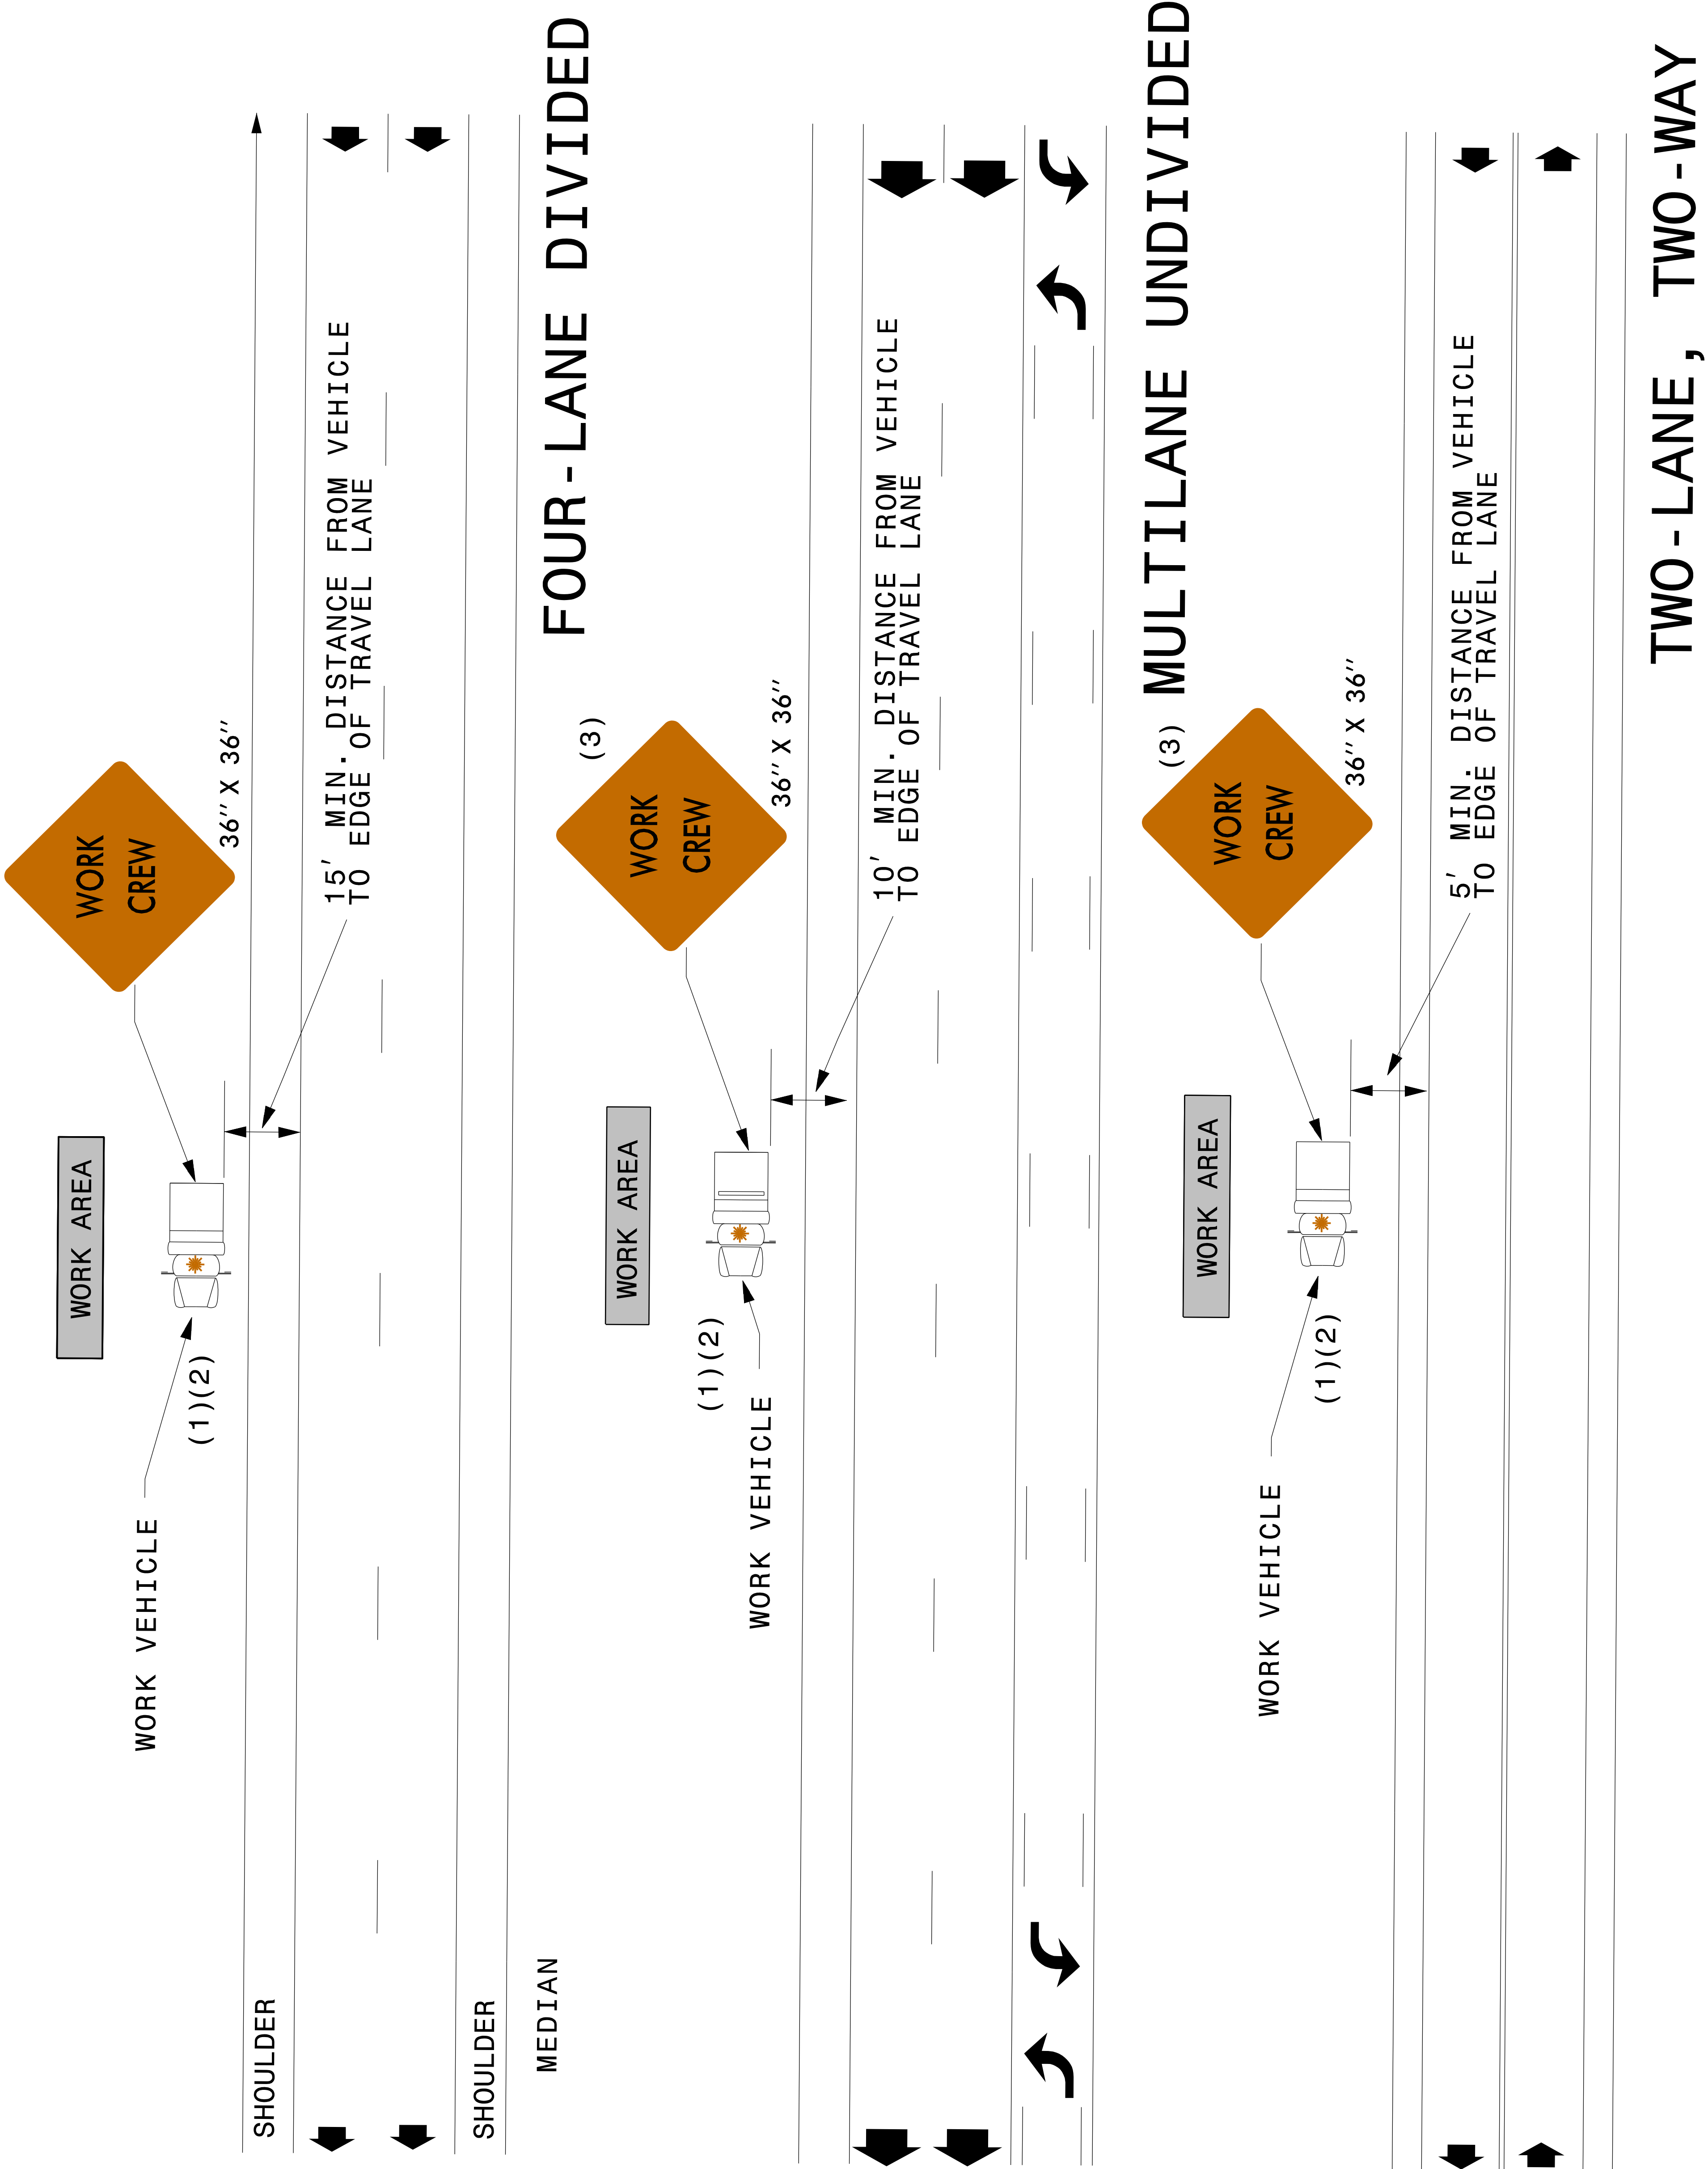 WORK
CREW
36" X 36"
WORK AREA
15' MIN. DISTANCE FROM VEHICLE
TO EDGE OF TRAVEL LANE
WORK VEHICLE
(1)(2)
SHOULDER
SHOULDER
MEDIAN
FOUR-LANE DIVIDED
(3)
WORK
CREW
36" X 36"
WORK AREA
10' MIN. DISTANCE FROM VEHICLE
TO EDGE OF TRAVEL LANE
(1)(2)
WORK VEHICLE
MULTILANE UNDIVIDED
(3)
WORK
CREW
36" X 36"
WORK AREA
5' MIN. DISTANCE FROM VEHICLE
TO EDGE OF TRAVEL LANE
(1)(2)
WORK VEHICLE
TWO-LANE, TWO-WAY